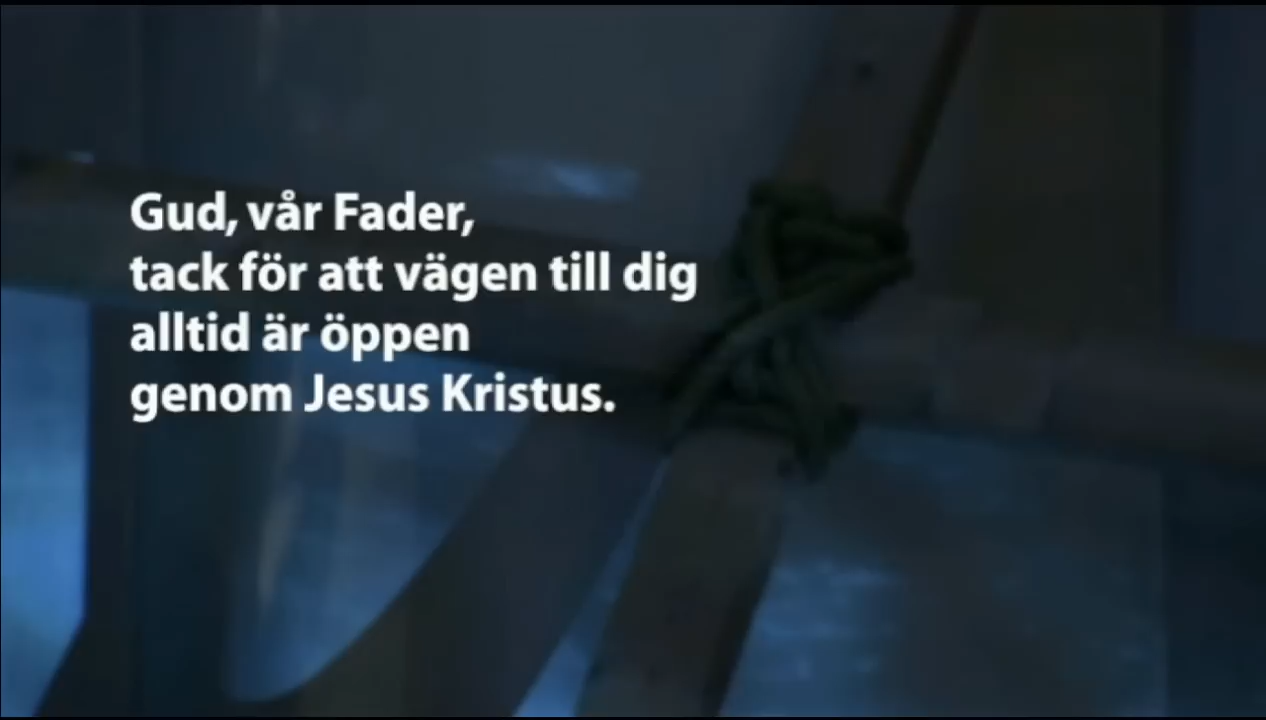 Gud, vår Fader,
tack för att vägen till dig
alltid är öppen
genom Jesus Kristus.